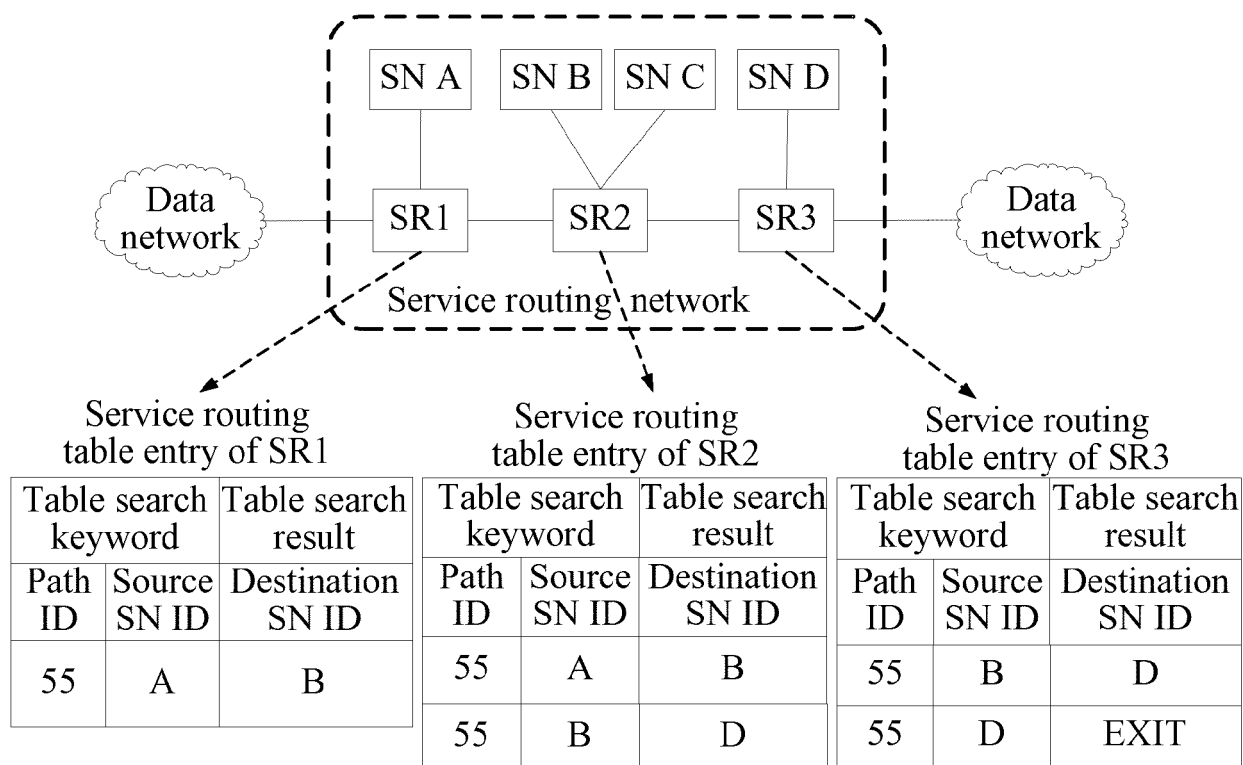 SN A SN B SN C SN D
Data network
SR1 SR2 SR3
Data network
Service routing network
Service routing
table entry of SR1
Table search keyword Table search result
Path ID Source SN ID Destination SN ID
55 A B
Service routing
table entry of SR2
Table search keyword Table search result
Path ID Source SN ID Destination SN ID
55 A B
55 B D
Service routing
table entry of SR3
Table search keyword Table search result
Path ID Source SN ID Destination SN ID
55 B D
55 D EXIT